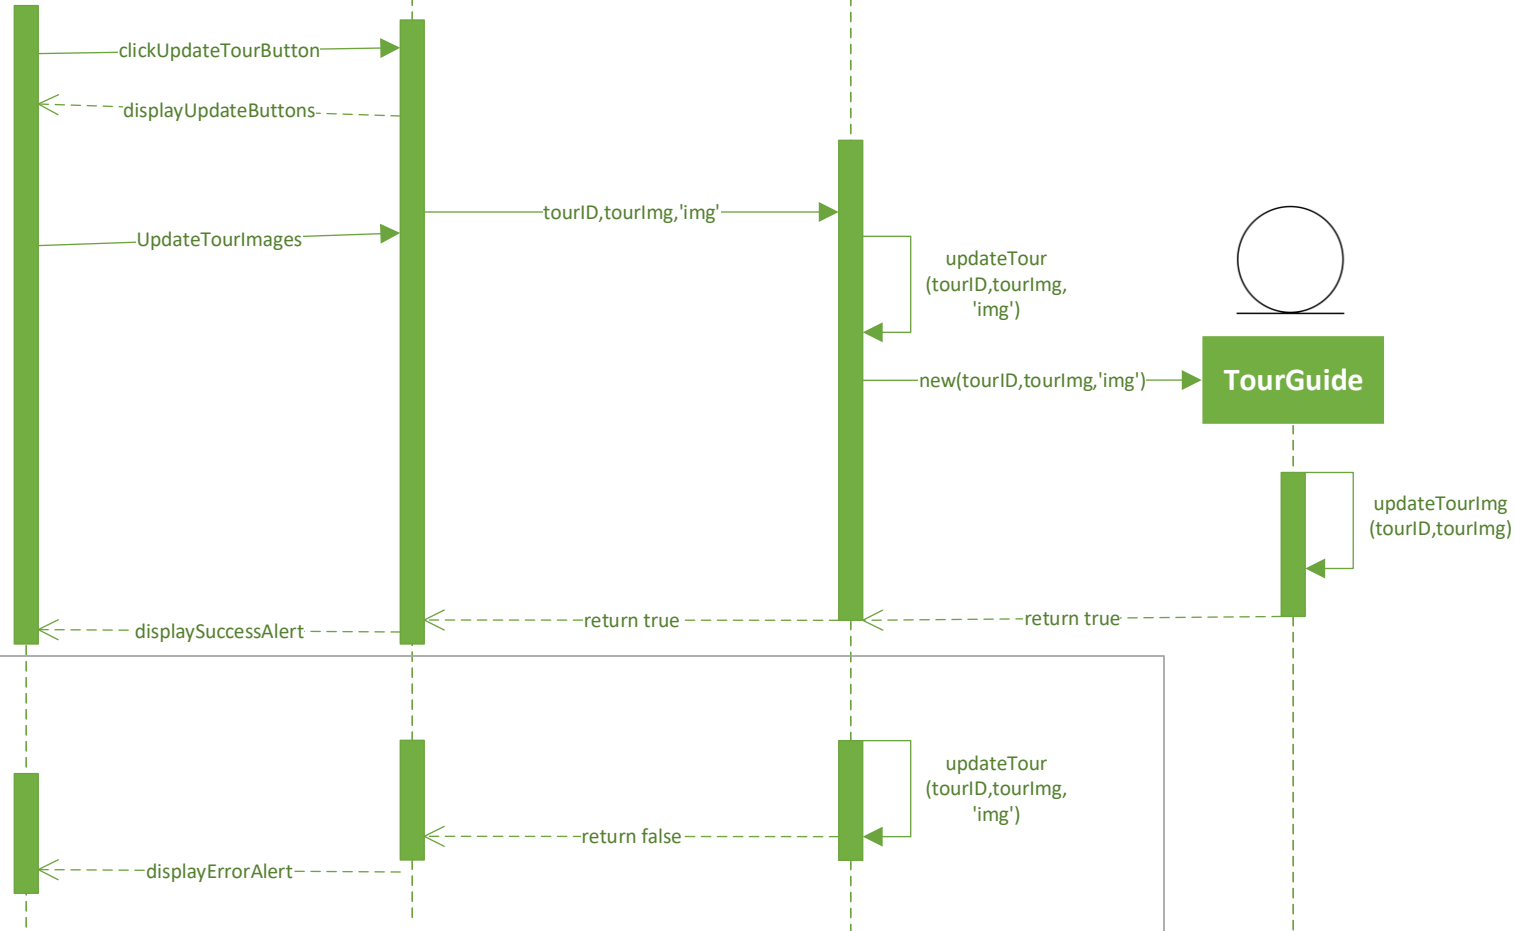 clickUpdateTourButton
displayUpdateButtons
tourID,tourImg,'img'
UpdateTourImages
updateTour
(tourID,tourImg,
'img')
new(tourID,tourImg,'img')
TourGuide
updateTourImg
(tourID,tourImg)
return true
return true
displaySuccessAlert
updateTour
(tourID,tourImg,
'img')
return false
displayErrorAlert